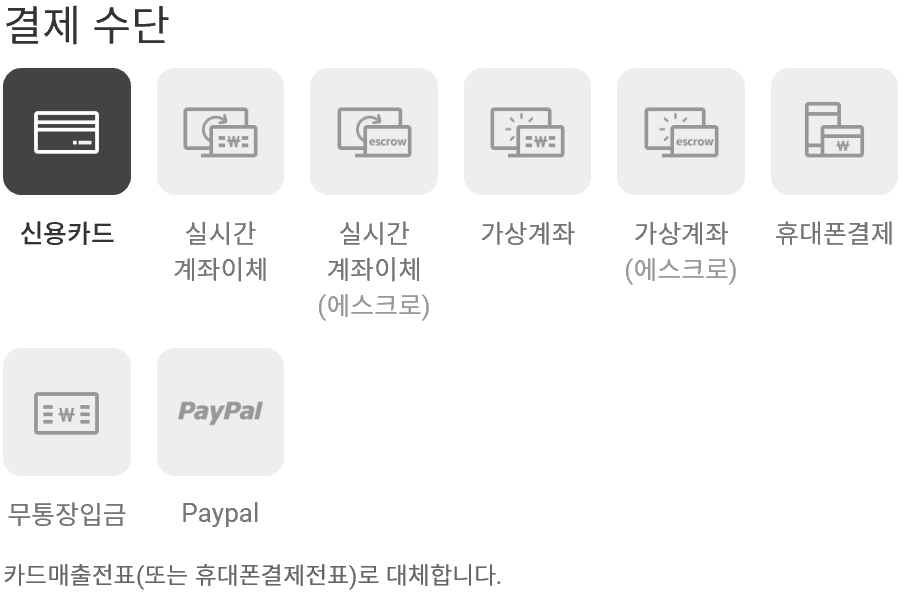 결제 수단
escrow
escrow
신용카드
실시간
계좌이체
실시간
계좌이체
(에스크로)
가상계좌
가상계좌
(에스크로)
휴대폰결제
PayPal
무통장입금
Paypal
카드매출전표(또는 휴대폰결제전표)로 대체합니다.